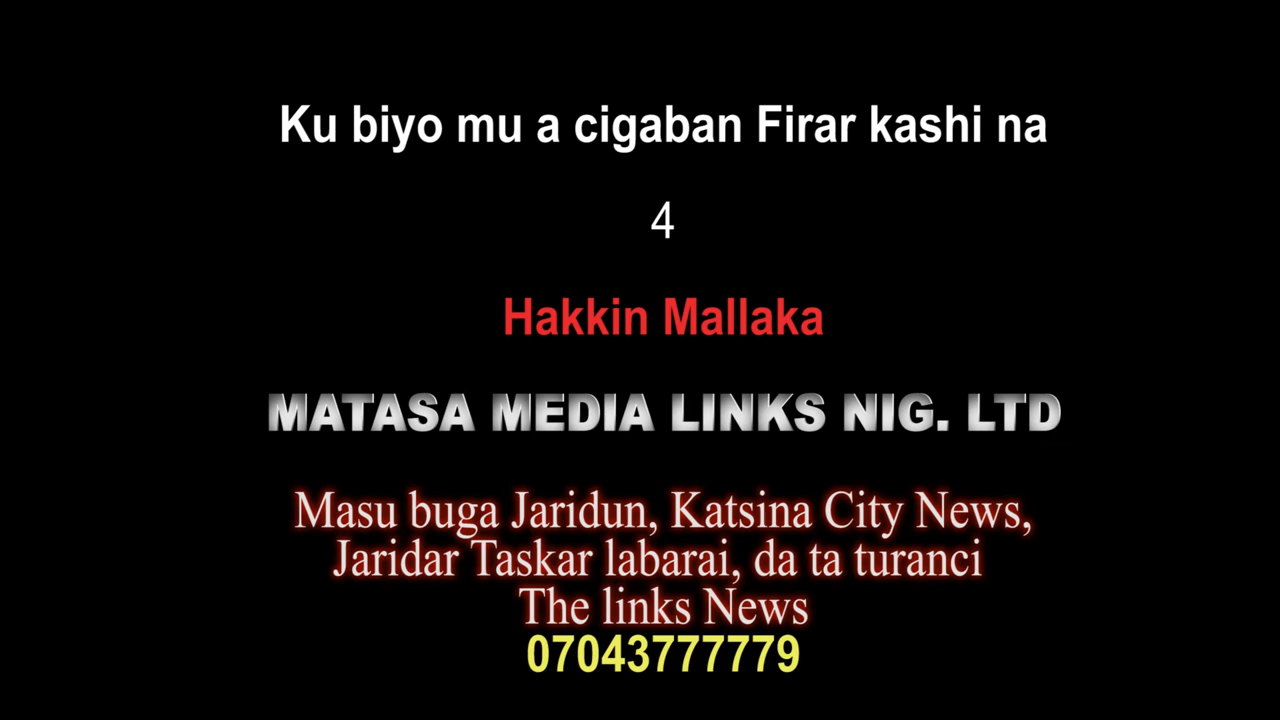 Ku biyo mu a cigaban Firar kashi na
4
Hakkin Mallaka
MATASA MEDIA LINKS NIG. LTD
Masu buga Jaridun, Katsina City News,
Jaridar Taskar labarai, da ta turanci
The links News
07043777779